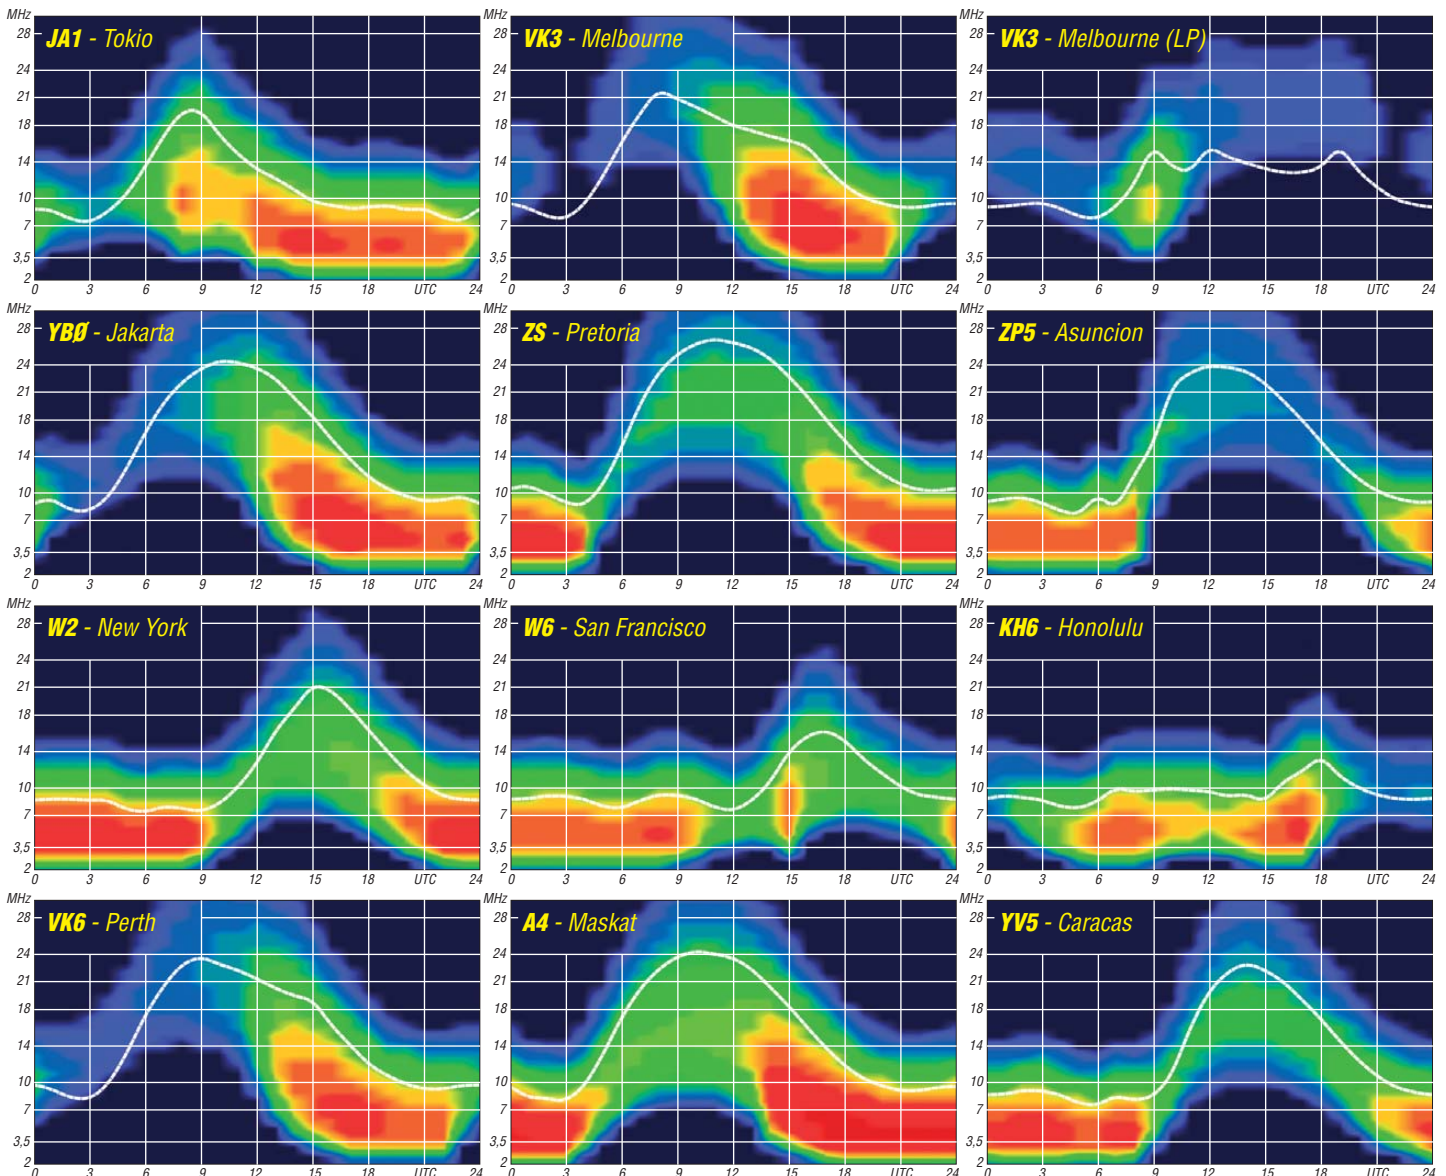 MHz MHz MHz
28 JA1 - Tokio 28 VK3 - Melbourne 28 VK3 - Melbourne (LP)
24 24 24
21 21 21
18 18 18
14 14 14
10 10 10
7 7 7
3,5 3,5 3,5
2 2 2
0 3 6 9 12 15 18 UTC 24 0 3 6 9 12 15 18 UTC 24 0 3 6 9 12 15 18 UTC 24
MHz MHz MHz
28 YBØ - Jakarta 28 ZS - Pretoria 28 ZP5 - Asuncion
24 24 24
21 21 21
18 18 18
14 14 14
10 10 10
7 7 7
3,5 3,5 3,5
2 2 2
0 3 6 9 12 15 18 UTC 24 0 3 6 9 12 15 18 UTC 24 0 3 6 9 12 15 18 UTC 24
MHz MHz MHz
28 W2 - New York 28 W6 - San Francisco 28 KH6 - Honolulu
24 24 24
21 21 21
18 18 18
14 14 14
10 10 10
7 7 7
3,5 3,5 3,5
2 2 2
0 3 6 9 12 15 18 UTC 24 0 3 6 9 12 15 18 UTC 24 0 3 6 9 12 15 18 UTC 24
MHz MHz MHz
28 VK6 - Perth 28 A4 - Maskat 28 YV5 - Caracas
24 24 24
21 21 21
18 18 18
14 14 14
10 10 10
7 7 7
3,5 3,5 3,5
2 2 2
0 3 6 9 12 15 18 UTC 24 0 3 6 9 12 15 18 UTC 24 0 3 6 9 12 15 18 UTC 24